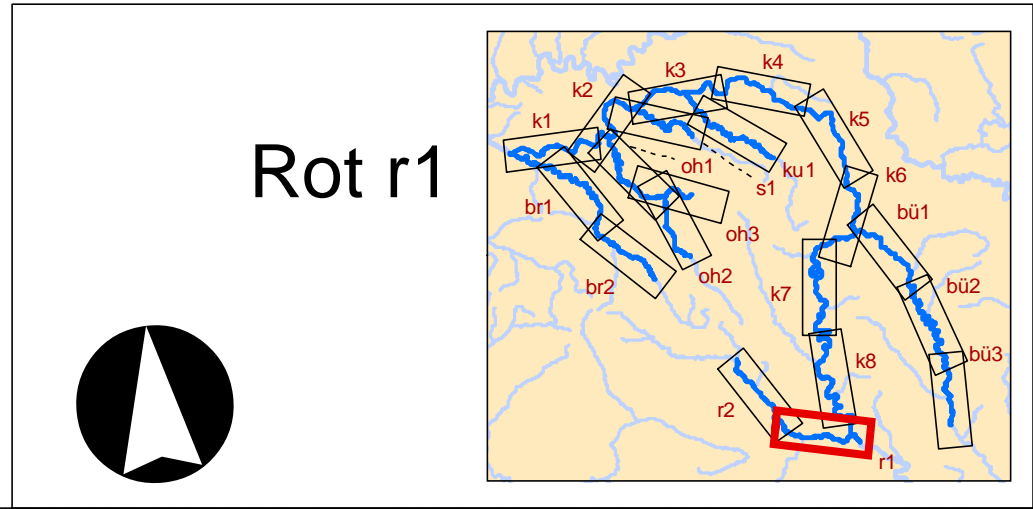 Rot r1
k1
k2
k3
k4
k5
k6
k7
k8
oh1
s1
ku1
oh3
oh2
br1
br2
bü1
bü2
bü3
r2
r1